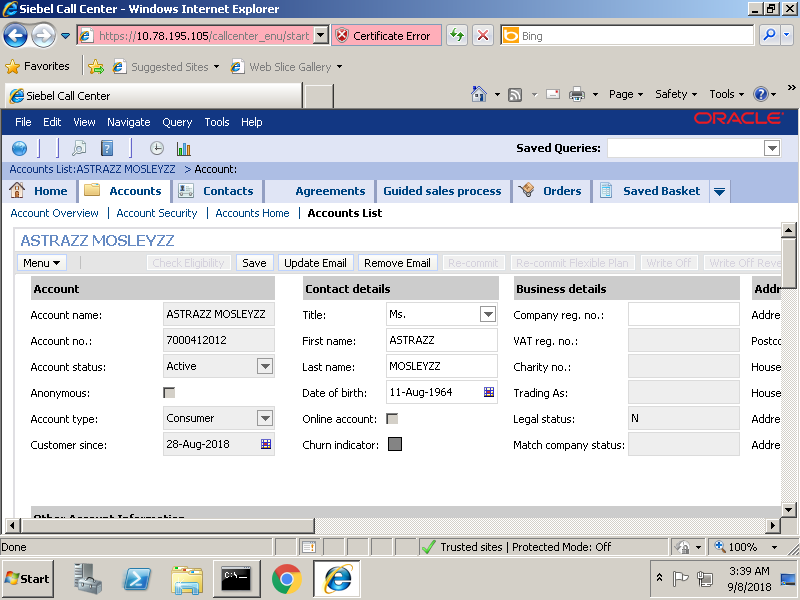 Siebel Call Center - Windows Internet Explorer
https://10.78.195.105/callcenter_enu/start
Certificate Error
Bing
Favorites
Suggested Sites
Web Slice Gallery
Siebel Call Center
Page
Safety
Tools
»
File Edit View Navigate Query Tools Help
ORACLE
Saved Queries:
Accounts List:ASTRAZZ MOSLEYZZ > Account:
Home Accounts Contacts Agreements Guided sales process Orders Saved Basket
Account Overview | Account Security | Accounts Home | Accounts List
ASTRAZZ MOSLEYZZ
Menu Check Eligibility Save Update Email Remove Email Re-commit Re-commit Flexible Plan Write Off Write Off Reve
Account Contact details Business details Addr
Account name: ASTRAZZ MOSLEYZZ Title: Ms. Company reg. no.: Addre
Account no.: 7000412012 First name: ASTRAZZ VAT reg. no.: Postco
Account status: Active Last name: MOSLEYZZ Charity no.: House
Anonymous: Date of birth: 11-Aug-1964 Trading As: House
Account type: Consumer Online account: Legal status: N Addre
Customer since: 28-Aug-2018 Churn indicator: Match company status: Addre
Other Account Information
Done Trusted sites | Protected Mode: Off 100%
Start
C:\.
3:39 AM
9/8/2018